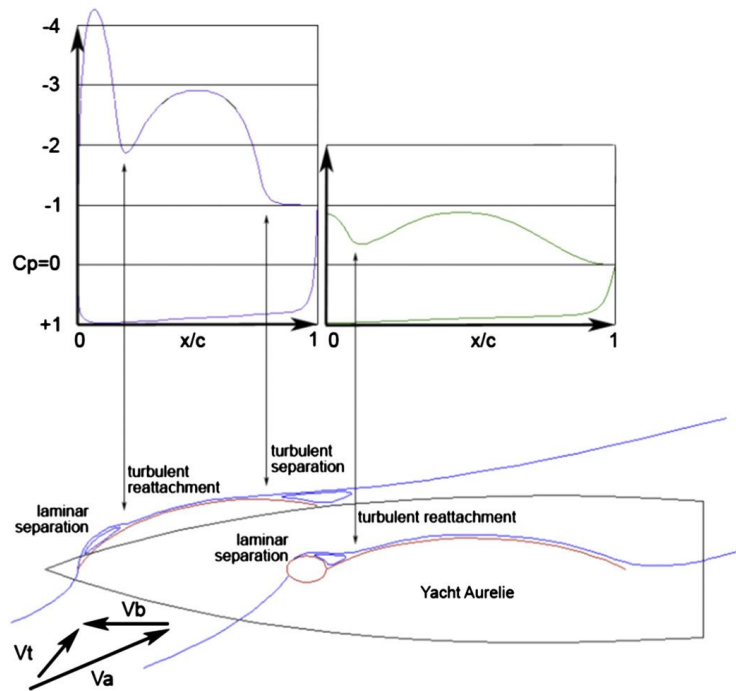 -4
-3
-2
-1
Cp=0
+1
0
x/c
1
0
x/c
1
turbulent
reattachment
turbulent
separation
laminar
separation
turbulent reattachment
laminar
separation
Yacht Aurelie
Vb
Vt
Va